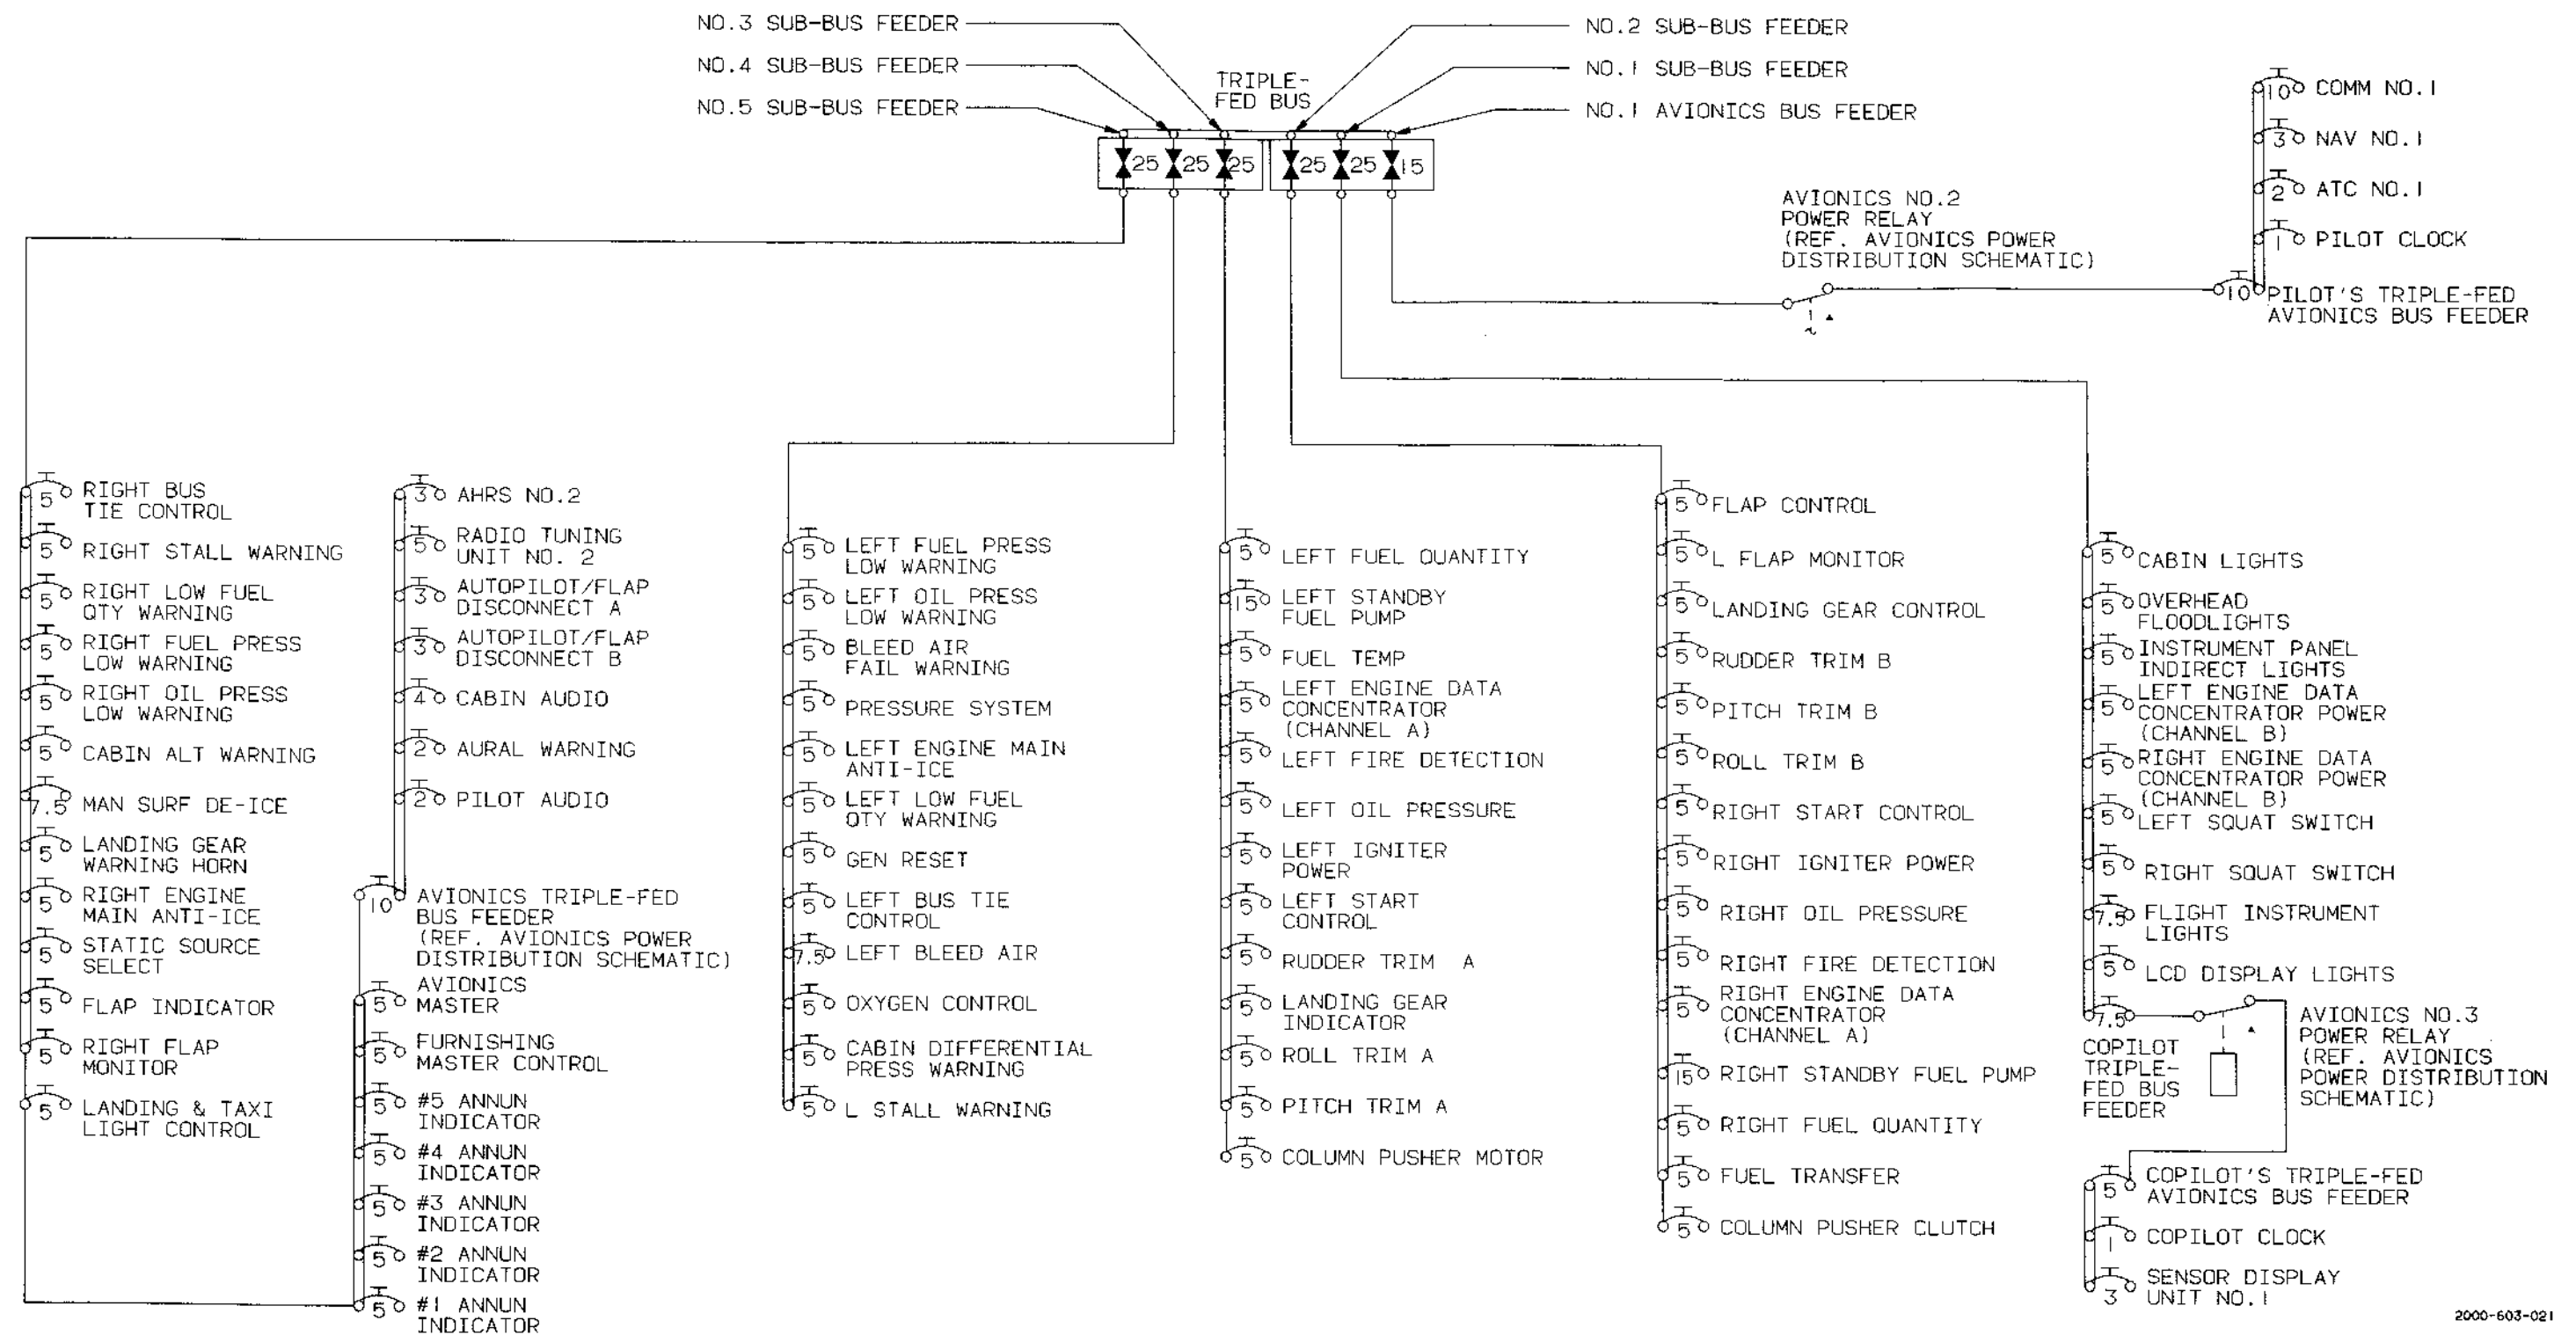 NO.3 SUB-BUS FEEDER
NO.4 SUB-BUS FEEDER
NO.5 SUB-BUS FEEDER
TRIPLE-
FED BUS
NO.2 SUB-BUS FEEDER
NO.1 SUB-BUS FEEDER
NO.1 AVIONICS BUS FEEDER
25
25
25
25
25
15
AVIONICS NO.2
POWER RELAY
(REF. AVIONICS POWER
DISTRIBUTION SCHEMATIC)
10 COMM NO.1
3 NAV NO.1
2 ATC NO.1
1 PILOT CLOCK
10 PILOT'S TRIPLE-FED
AVIONICS BUS FEEDER
5 RIGHT BUS
TIE CONTROL
5 RIGHT STALL WARNING
5 RIGHT LOW FUEL
QTY WARNING
5 RIGHT FUEL PRESS
LOW WARNING
5 RIGHT OIL PRESS
LOW WARNING
5 CABIN ALT WARNING
7.5 MAN SURF DE-ICE
5 LANDING GEAR
WARNING HORN
5 RIGHT ENGINE
MAIN ANTI-ICE
5 STATIC SOURCE
SELECT
5 FLAP INDICATOR
5 RIGHT FLAP
MONITOR
5 LANDING & TAXI
LIGHT CONTROL
3 AHRS NO.2
5 RADIO TUNING
UNIT NO. 2
3 AUTOPILOT/FLAP
DISCONNECT A
3 AUTOPILOT/FLAP
DISCONNECT B
4 CABIN AUDIO
2 AURAL WARNING
2 PILOT AUDIO
10 AVIONICS TRIPLE-FED
BUS FEEDER
(REF. AVIONICS POWER
DISTRIBUTION SCHEMATIC)
5 AVIONICS
MASTER
5 FURNISHING
MASTER CONTROL
5 #5 ANNUN
INDICATOR
5 #4 ANNUN
INDICATOR
5 #3 ANNUN
INDICATOR
5 #2 ANNUN
INDICATOR
5 #1 ANNUN
INDICATOR
5 LEFT FUEL PRESS
LOW WARNING
5 LEFT OIL PRESS
LOW WARNING
5 BLEED AIR
FAIL WARNING
5 PRESSURE SYSTEM
5 LEFT ENGINE MAIN
ANTI-ICE
5 LEFT LOW FUEL
QTY WARNING
5 GEN RESET
5 LEFT BUS TIE
CONTROL
7.5 LEFT BLEED AIR
5 OXYGEN CONTROL
5 CABIN DIFFERENTIAL
PRESS WARNING
5 L STALL WARNING
5 LEFT FUEL QUANTITY
15 LEFT STANDBY
FUEL PUMP
5 FUEL TEMP
5 LEFT ENGINE DATA
CONCENTRATOR
(CHANNEL A)
5 LEFT FIRE DETECTION
5 LEFT OIL PRESSURE
5 LEFT IGNITER
POWER
5 LEFT START
CONTROL
5 RUDDER TRIM A
5 LANDING GEAR
INDICATOR
5 ROLL TRIM A
5 PITCH TRIM A
5 COLUMN PUSHER MOTOR
5 FLAP CONTROL
5 L FLAP MONITOR
5 LANDING GEAR CONTROL
5 RUDDER TRIM B
5 PITCH TRIM B
5 ROLL TRIM B
5 RIGHT START CONTROL
5 RIGHT IGNITER POWER
5 RIGHT OIL PRESSURE
5 RIGHT FIRE DETECTION
5 RIGHT ENGINE DATA
CONCENTRATOR
(CHANNEL A)
15 RIGHT STANDBY FUEL PUMP
5 RIGHT FUEL QUANTITY
5 FUEL TRANSFER
5 COLUMN PUSHER CLUTCH
5 CABIN LIGHTS
5 OVERHEAD
FLOODLIGHTS
5 INSTRUMENT PANEL
INDIRECT LIGHTS
5 LEFT ENGINE DATA
CONCENTRATOR POWER
(CHANNEL B)
5 RIGHT ENGINE DATA
CONCENTRATOR POWER
(CHANNEL B)
5 LEFT SQUAT SWITCH
5 RIGHT SQUAT SWITCH
7.5 FLIGHT INSTRUMENT
LIGHTS
5 LCD DISPLAY LIGHTS
7.5
COPILOT
TRIPLE-
FED BUS
FEEDER
AVIONICS NO.3
POWER RELAY
(REF. AVIONICS
POWER DISTRIBUTION
SCHEMATIC)
5 COPILOT'S TRIPLE-FED
AVIONICS BUS FEEDER
1 COPILOT CLOCK
3 SENSOR DISPLAY
UNIT NO.1
2000-603-021